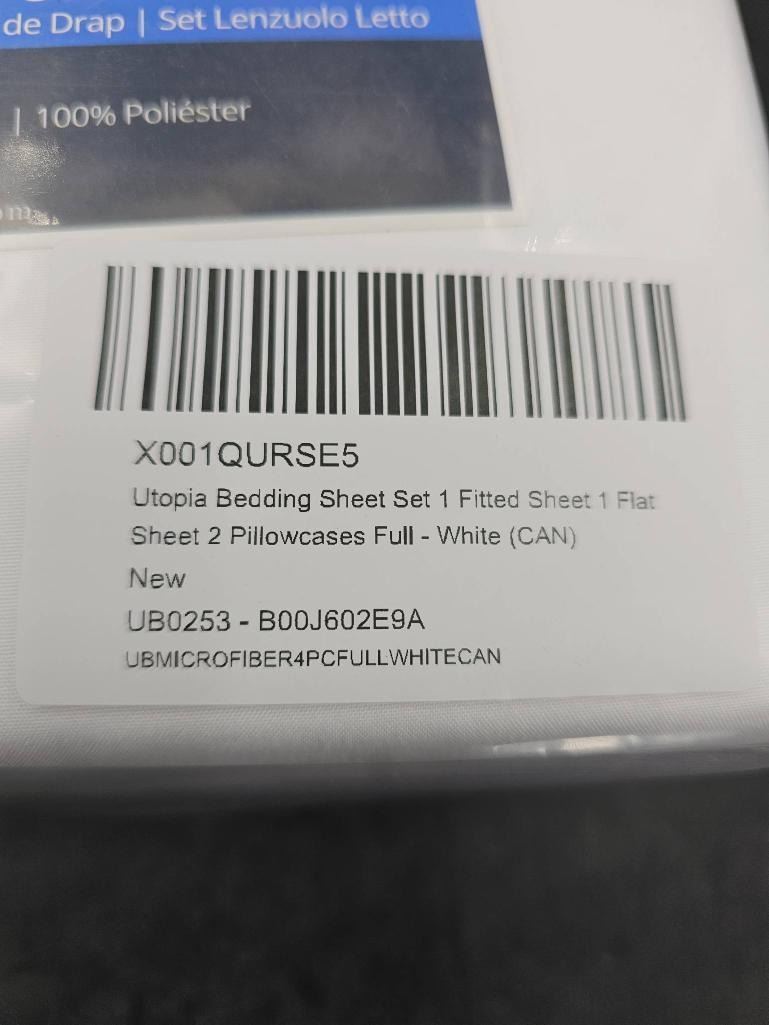 de Drap | Set Lenzuolo Letto
| 100% Poliéster
X001QURSE5
Utopia Bedding Sheet Set 1 Fitted Sheet 1 Flat
Sheet 2 Pillowcases Full - White (CAN)
New
UB0253 - B00J602E9A
UBMICROFIBER4PCFULLWHITECAN